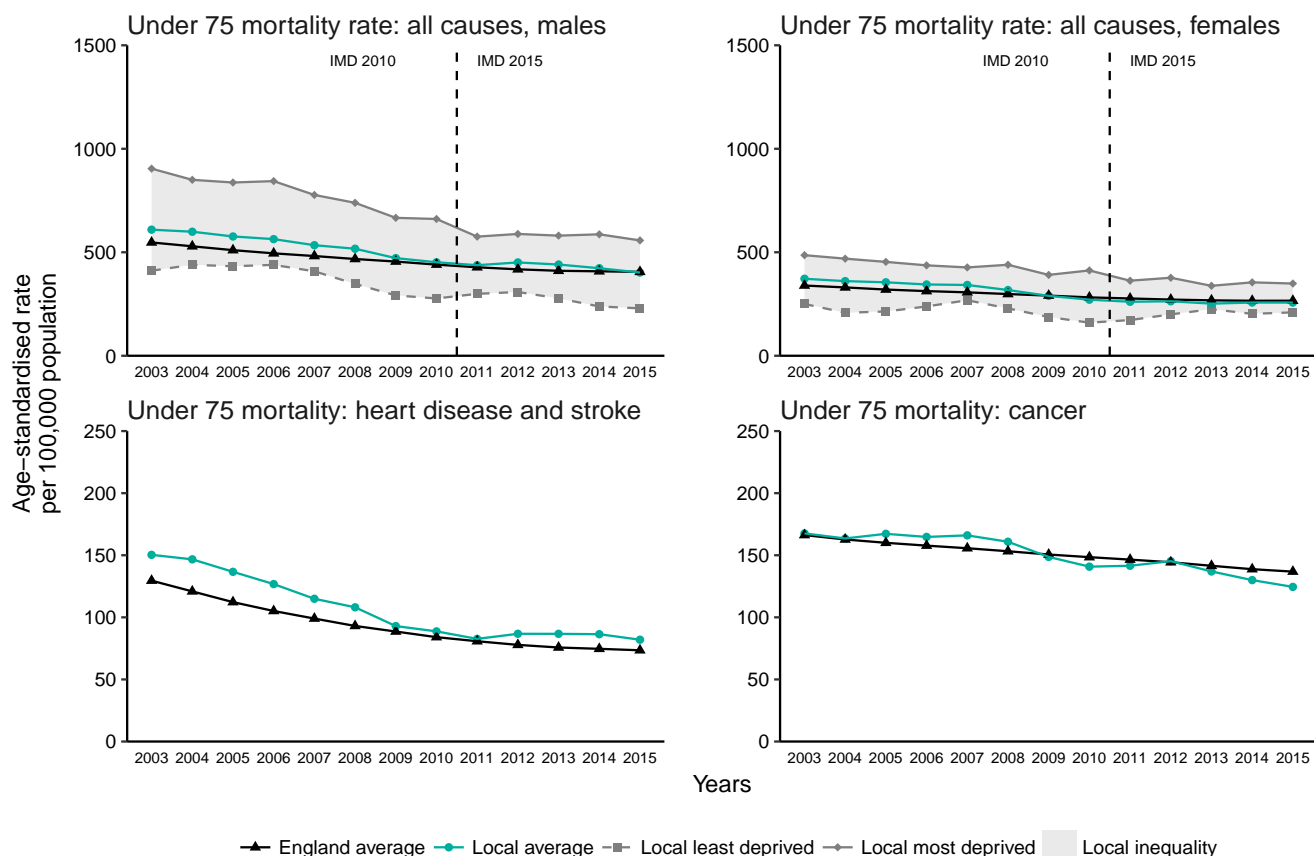 Under 75 mortality rate: all causes, males
1500
1000
500
0
IMD 2010
IMD 2015
2003 2004 2005 2006 2007 2008 2009 2010 2011 2012 2013 2014 2015
Under 75 mortality rate: all causes, females
1500
1000
500
0
IMD 2010
IMD 2015
2003 2004 2005 2006 2007 2008 2009 2010 2011 2012 2013 2014 2015
Age−standardised rate
per 100,000 population
Under 75 mortality: heart disease and stroke
250
200
150
100
50
0
2003 2004 2005 2006 2007 2008 2009 2010 2011 2012 2013 2014 2015
Under 75 mortality: cancer
250
200
150
100
50
0
2003 2004 2005 2006 2007 2008 2009 2010 2011 2012 2013 2014 2015
Years
England average Local average Local least deprived Local most deprived Local inequality